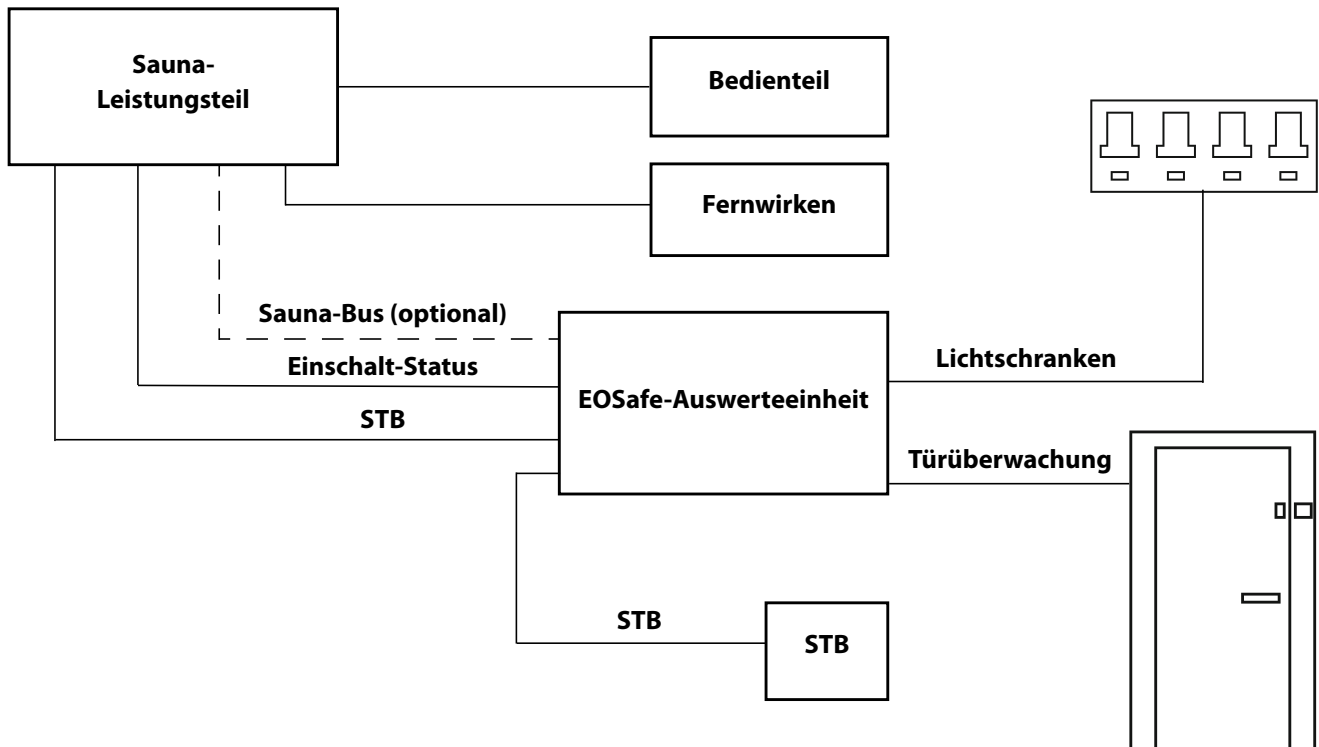 Sauna-
Leistungsteil
Bedienteil
Fernwirken
Sauna-Bus (optional)
Einschalt-Status
STB
EOSafe-Auswerteeinheit
Lichtschranken
Türüberwachung
STB
STB